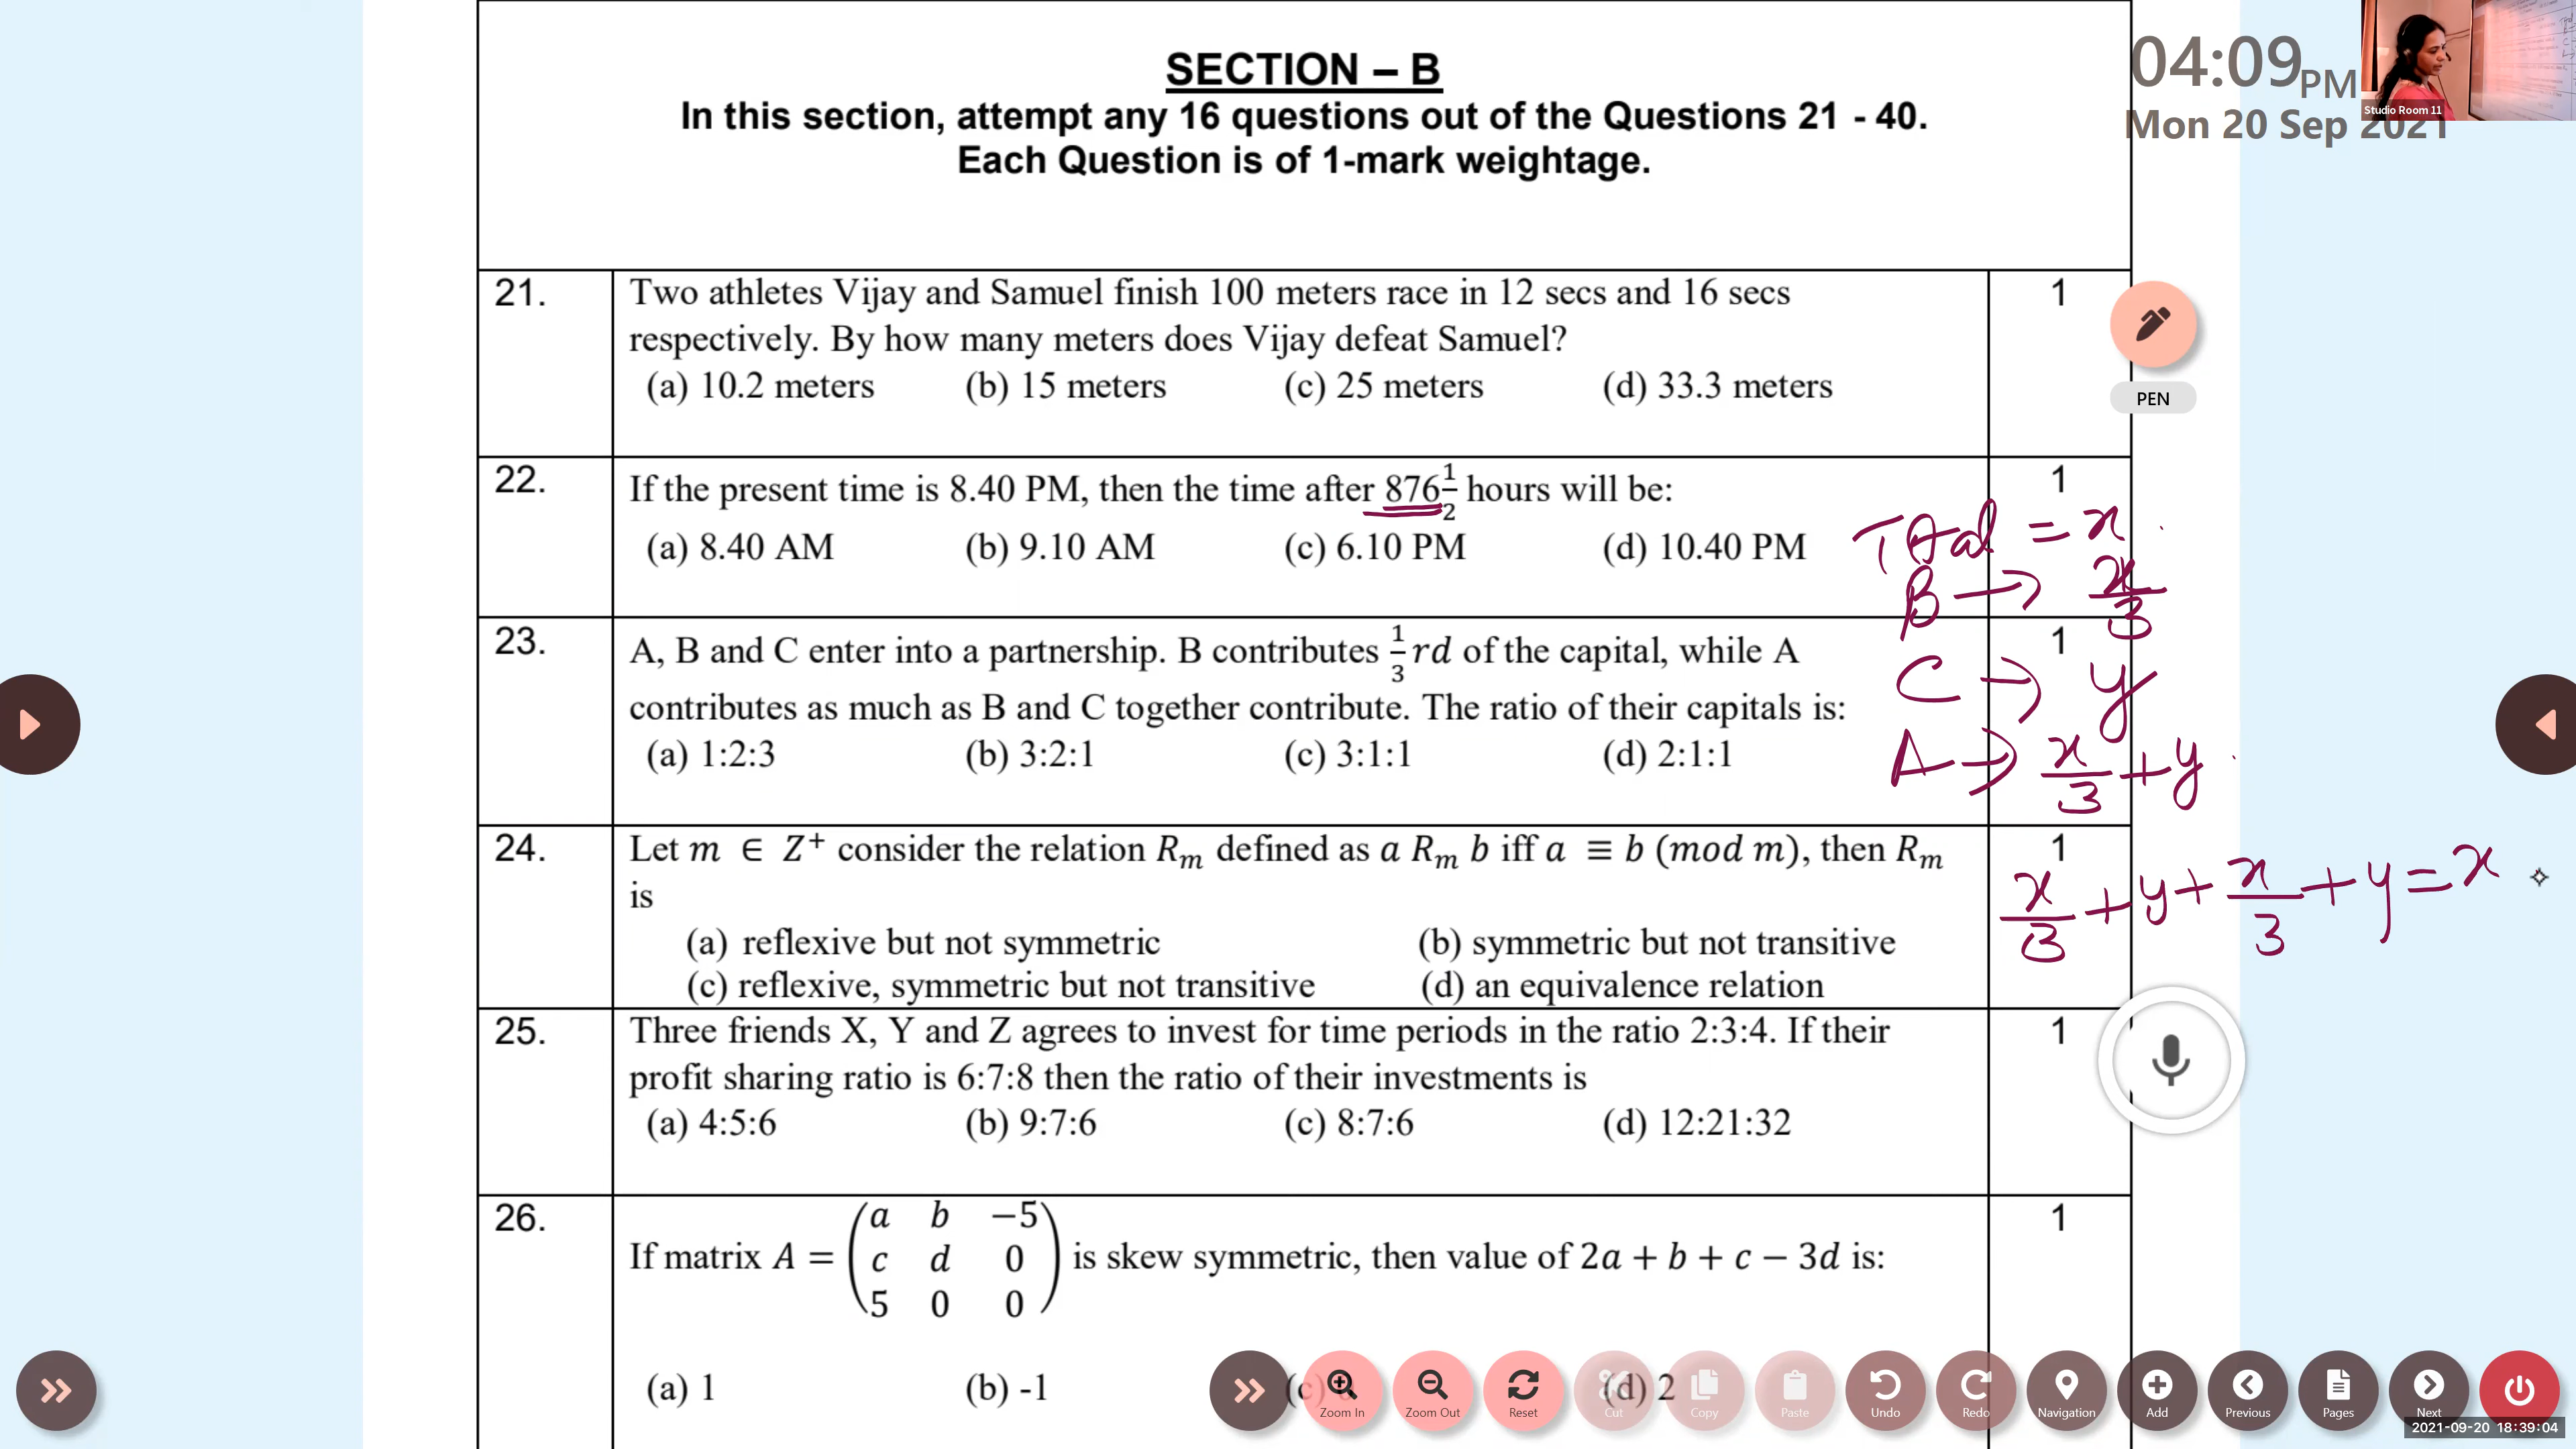 SECTION – B
In this section, attempt any 16 questions out of the Questions 21 - 40.
Each Question is of 1-mark weightage.
04:09 PM
Mon 20 Sep 2021
Studio Room 11
21. Two athletes Vijay and Samuel finish 100 meters race in 12 secs and 16 secs 1
respectively. By how many meters does Vijay defeat Samuel?
(a) 10.2 meters (b) 15 meters (c) 25 meters (d) 33.3 meters
PEN
22. If the present time is 8.40 PM, then the time after 876 1/2 hours will be: 1
(a) 8.40 AM (b) 9.10 AM (c) 6.10 PM (d) 10.40 PM
Total = x
B → x/3
23. A, B and C enter into a partnership. B contributes 1/3 rd of the capital, while A 1
contributes as much as B and C together contribute. The ratio of their capitals is:
(a) 1:2:3 (b) 3:2:1 (c) 3:1:1 (d) 2:1:1
C → y
A → x/3 + y
24. Let m ∈ Z⁺ consider the relation Rₘ defined as a Rₘ b iff a ≡ b (mod m), then Rₘ 1
is
(a) reflexive but not symmetric (b) symmetric but not transitive
(c) reflexive, symmetric but not transitive (d) an equivalence relation
x/3 + y + x/3 + y = x
25. Three friends X, Y and Z agrees to invest for time periods in the ratio 2:3:4. If their 1
profit sharing ratio is 6:7:8 then the ratio of their investments is
(a) 4:5:6 (b) 9:7:6 (c) 8:7:6 (d) 12:21:32
26. If matrix A = (a b −5; c d 0; 5 0 0) is skew symmetric, then value of 2a + b + c − 3d is: 1
(a) 1 (b) -1 (c) (d) 2
Zoom In Zoom Out Reset Cut Copy Paste Undo Redo Navigation Add Previous Pages Next
2021-09-20 18:39:04